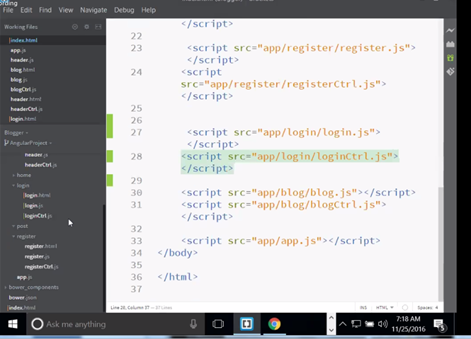 ording
File Edit Find View Navigate Debug Help
Working Files
index.html
app.js
header.js
blog.html
blog.js
blogCtrl.js
header.html
headerCtrl.js
login.html
Blogger
AngularProject
header.js
headerCtrl.js
home
login
login.html
login.js
loginCtrl.js
post
register
register.html
register.js
registerCtrl.js
app.js
bower_components
bower.json
index.html
</script>
22
23 <script src="app/register/register.js">
</script>
24 <script
src="app/register/registerCtrl.js">
</script>
25
26
27 <script src="app/login/login.js">
</script>
28 <script src="app/login/loginCtrl.js">
</script>
29
30 <script src="app/blog/blog.js"></script>
31 <script src="app/blog/blogCtrl.js">
</script>
32
33 <script src="app/app.js"></script>
34 </body>
35
36 </html>
37
Line 28, Column 37 — 37 Lines
INS HTML Spaces:
Ask me anything
7:18 AM
11/25/2016